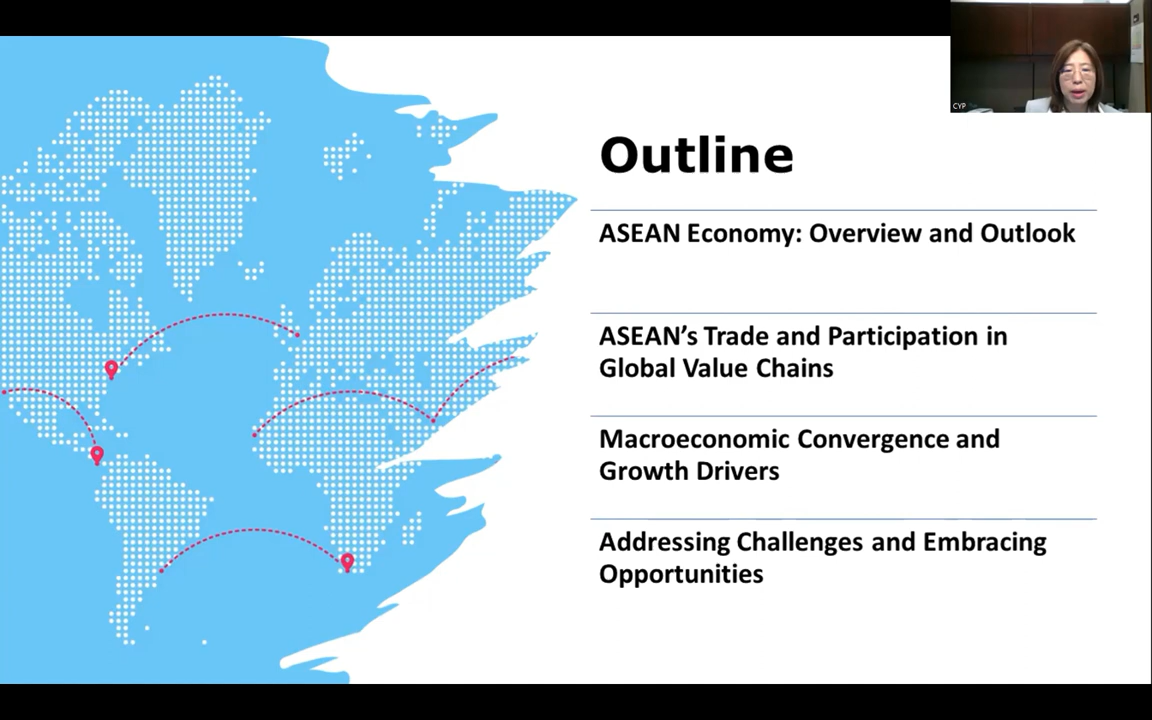 CYP
Outline
ASEAN Economy: Overview and Outlook
ASEAN’s Trade and Participation in
Global Value Chains
Macroeconomic Convergence and
Growth Drivers
Addressing Challenges and Embracing
Opportunities